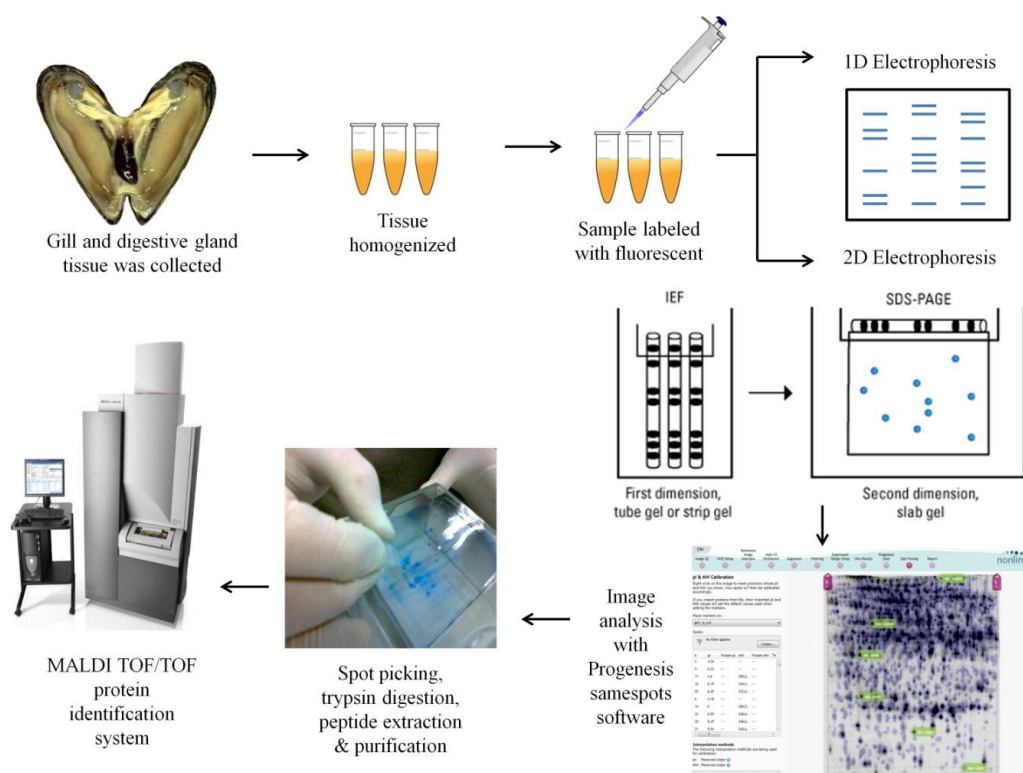 1D Electrophoresis
Gill and digestive gland
tissue was collected
Tissue
homogenized
Sample labeled
with fluorescent
2D Electrophoresis
IEF
SDS-PAGE
First dimension,
tube gel or strip gel
Second dimension,
slab gel
Image
analysis
with
Progenesis
samespots
software
pI & MW Calibration
Interpolation methods
nonlin
Spot picking,
trypsin digestion,
peptide extraction
& purification
MALDI TOF/TOF
protein
identification
system